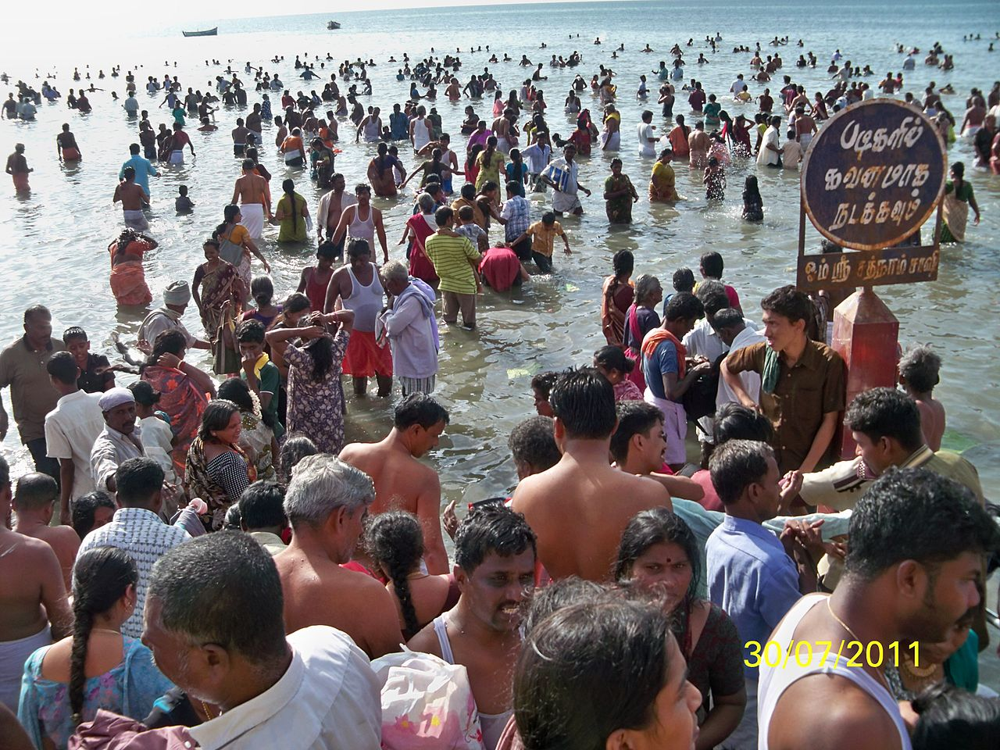 படிகளில்
கவனமாக
நடக்கவும்
ஓம் ஸ்ரீ சத்நாம் சாவி
30/07/2011